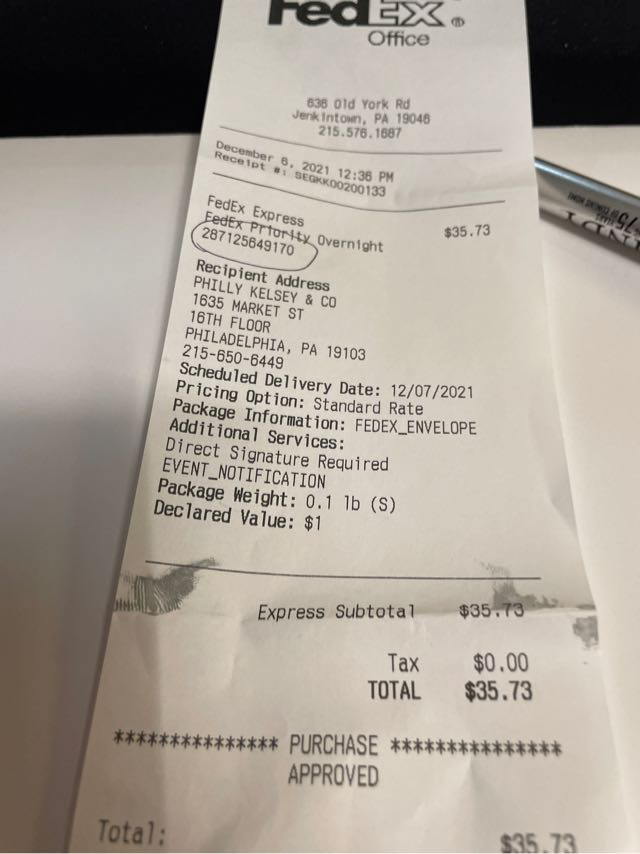 FedEx®
Office
636 Old York Rd
Jenkintown, PA 19046
215.576.1687
December 6, 2021 12:36 PM
Receipt #: SEGKK00200133
FedEx Express
FedEx Priority Overnight $35.73
287125649170
Recipient Address
PHILLY KELSEY & CO
1635 MARKET ST
16TH FLOOR
PHILADELPHIA, PA 19103
215-650-6449
Scheduled Delivery Date: 12/07/2021
Pricing Option: Standard Rate
Package Information: FEDEX_ENVELOPE
Additional Services:
Direct Signature Required
EVENT_NOTIFICATION
Package Weight: 0.1 lb (S)
Declared Value: $1
Express Subtotal $35.73
Tax $0.00
TOTAL $35.73
*************** PURCHASE ***************
APPROVED
Total: $35.73